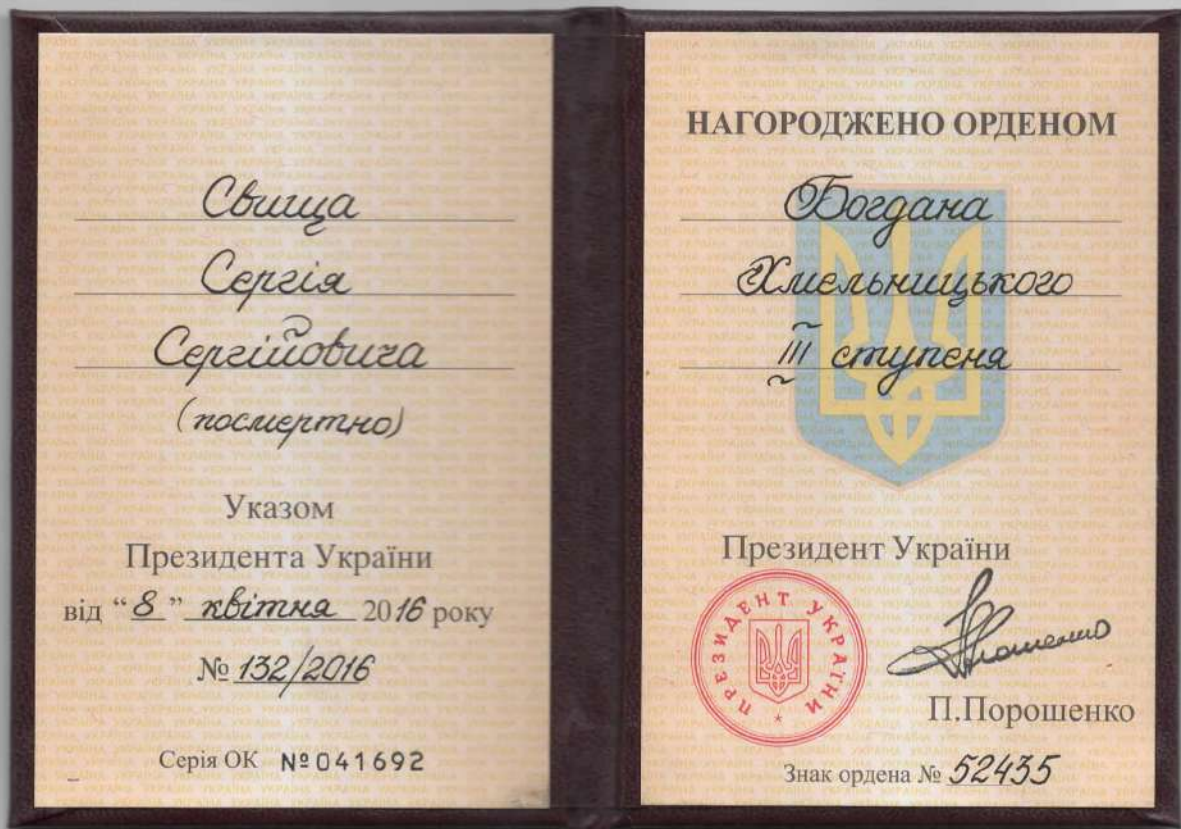 Свища
Сергія
Сергійовича
(посмертно)
Указом
Президента України
від “8” квітня 2016 року
№ 132/2016
Серія ОК №041692
НАГОРОДЖЕНО ОРДЕНОМ
Богдана
Хмельницького
III ступеня
Президент України
ПРЕЗИДЕНТ УКРАЇНИ
П.Порошенко
Знак ордена № 52435